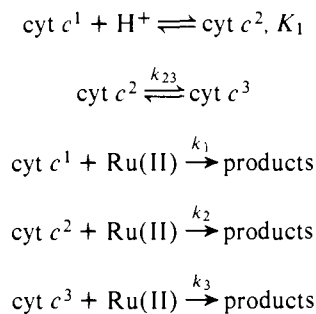 cyt c¹ + H⁺ ⇌ cyt c², K₁
k₂₃
cyt c² ⇌ cyt c³
k₁
cyt c¹ + Ru(II) → products
k₂
cyt c² + Ru(II) → products
k₃
cyt c³ + Ru(II) → products